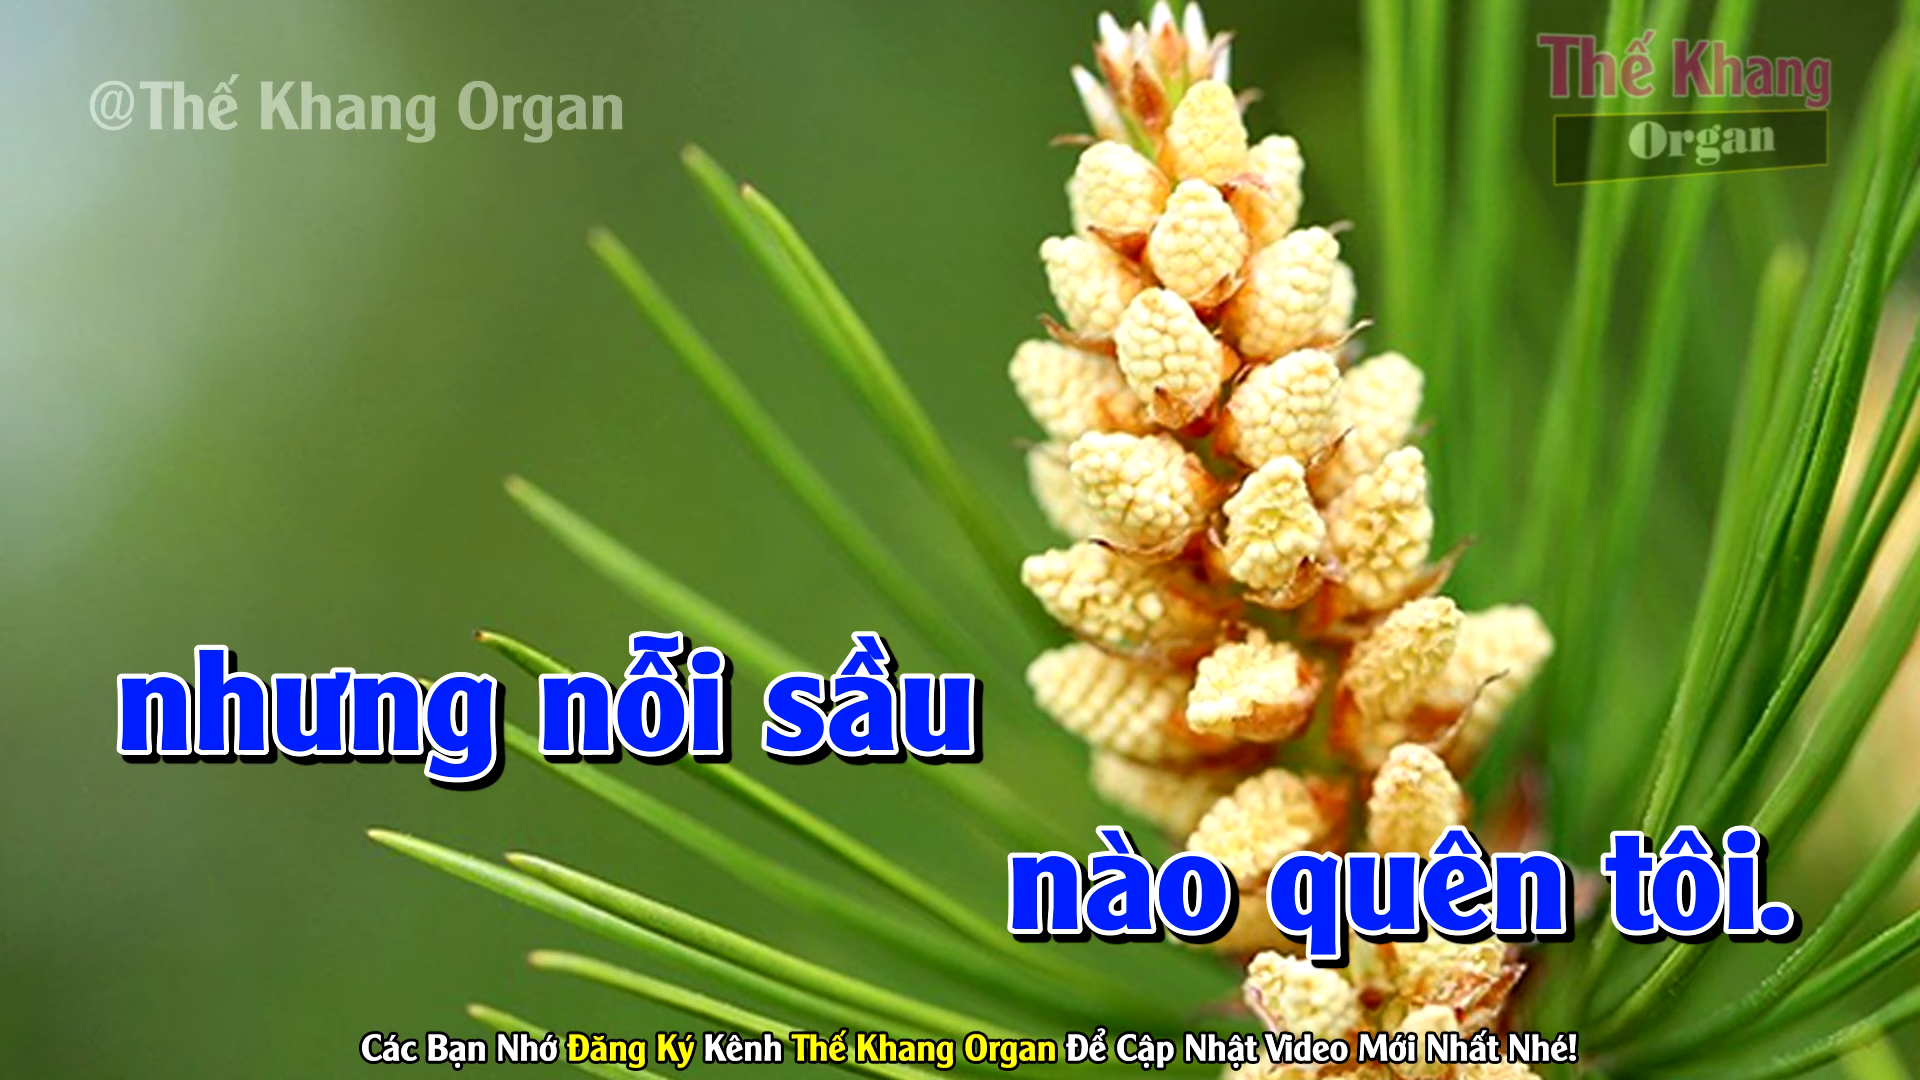 @Thế Khang Organ
Thế Khang
Organ
nhưng nỗi sầu
nào quên tôi.
Các Bạn Nhớ Đăng Ký Kênh Thế Khang Organ Để Cập Nhật Video Mới Nhất Nhé!